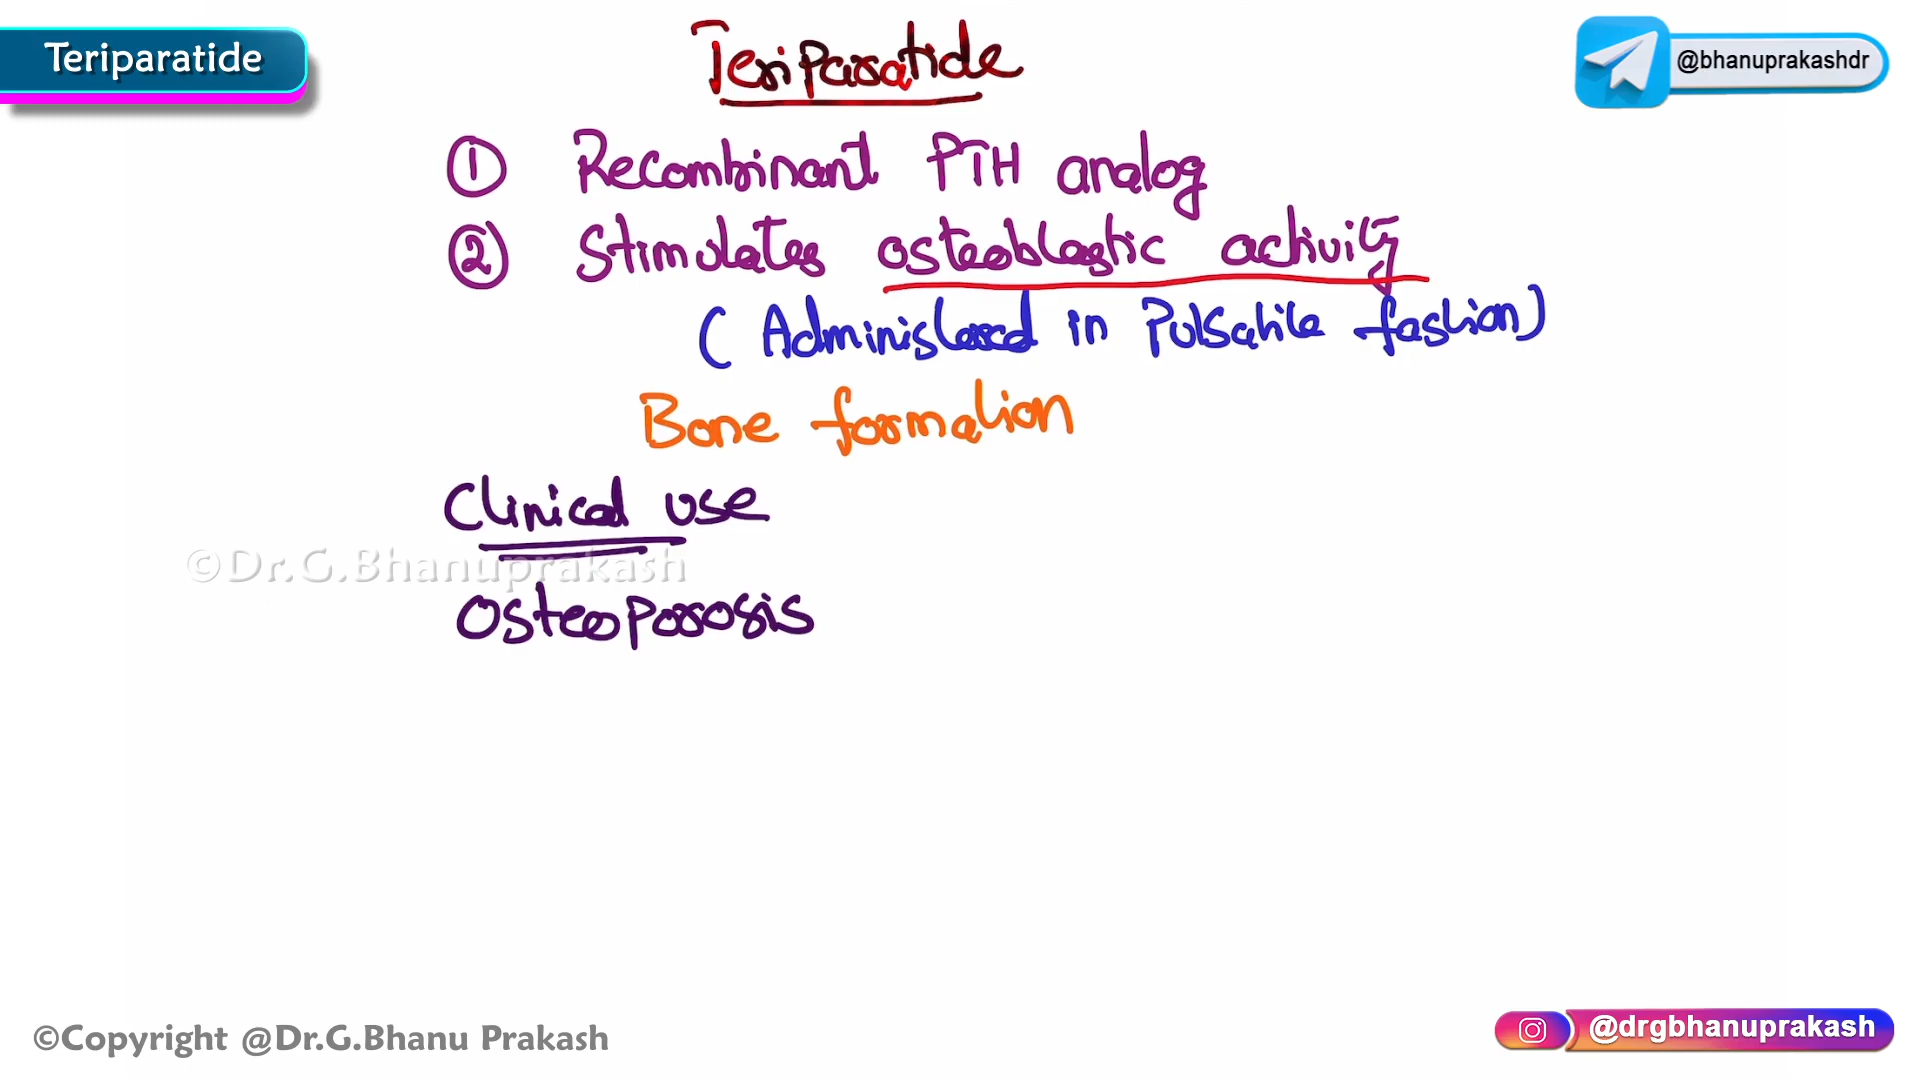 Teriparatide
Teriparatide
@bhanuprakashdr
① Recombinant PTH analog
② Stimulates osteoblastic activity
(Administered in Pulsatile fashion)
Bone formation
Clinical use
©Dr.G.Bhanuprakash
Osteoporosis
©Copyright @Dr.G.Bhanu Prakash
@drgbhanuprakash